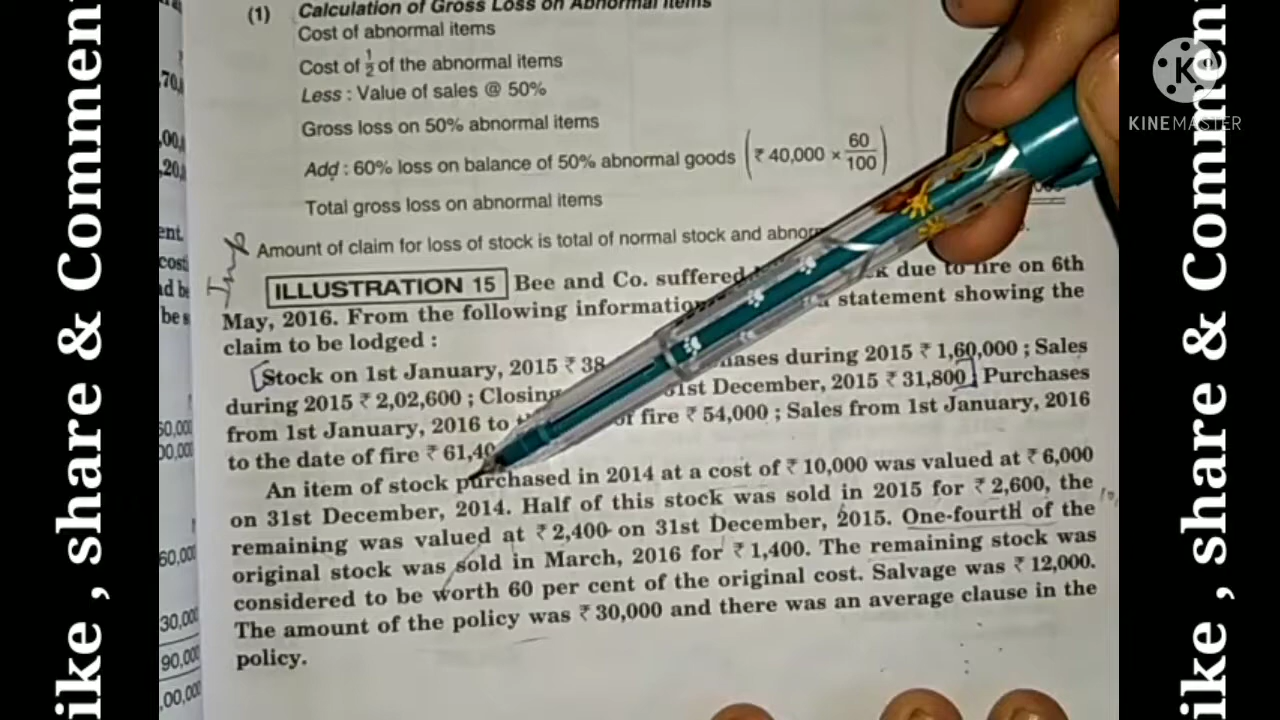 (1) Calculation of Gross Loss on Abnormal Items
Cost of abnormal items
Cost of 1/2 of the abnormal items
Less : Value of sales @ 50%
Gross loss on 50% abnormal items
Add : 60% loss on balance of 50% abnormal goods (₹ 40,000 × 60/100)
Total gross loss on abnormal items
Amount of claim for loss of stock is total of normal stock and
Imp
ILLUSTRATION 15 Bee and Co. suffered due to fire on 6th
May, 2016. From the following statement showing the
claim to be lodged :
Stock on 1st January, 2015 ₹ 38 during 2015 ₹ 1,60,000 ; Sales
during 2015 ₹ 2,02,600 ; Closing 31st December, 2015 ₹ 31,800 Purchases
from 1st January, 2016 to fire ₹ 54,000 ; Sales from 1st January, 2016
to the date of fire ₹ 61,40
An item of stock purchased in 2014 at a cost of ₹ 10,000 was valued at ₹ 6,000
on 31st December, 2014. Half of this stock was sold in 2015 for ₹ 2,600, the
remaining was valued at ₹ 2,400 on 31st December, 2015. One-fourth of the
original stock was sold in March, 2016 for ₹ 1,400. The remaining stock was
considered to be worth 60 per cent of the original cost. Salvage was ₹ 12,000.
The amount of the policy was ₹ 30,000 and there was an average clause in the
policy.
ike , share & Commen
ike , share & Commen
K
KINEMASTER